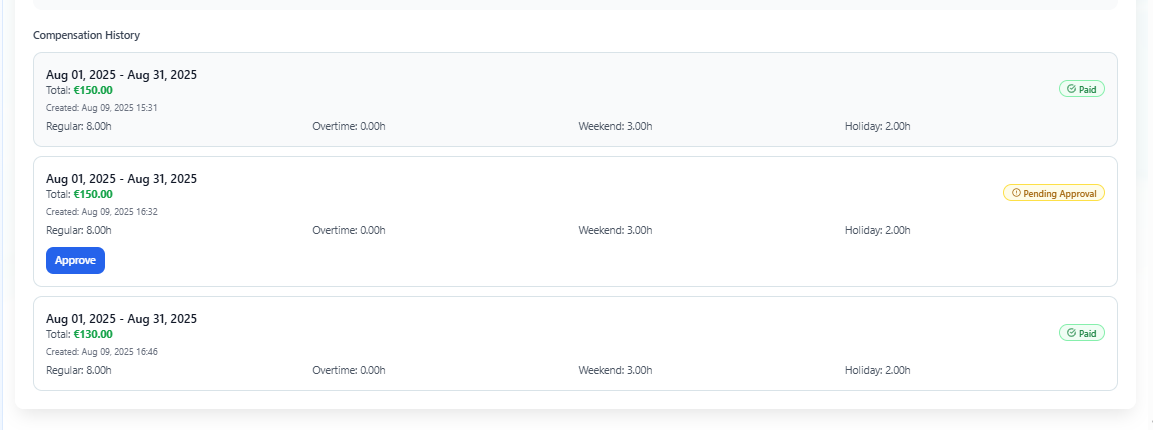 Compensation History
Aug 01, 2025 - Aug 31, 2025
Total: €150.00
Paid
Created: Aug 09, 2025 15:31
Regular: 8.00h Overtime: 0.00h Weekend: 3.00h Holiday: 2.00h
Aug 01, 2025 - Aug 31, 2025
Total: €150.00
Pending Approval
Created: Aug 09, 2025 16:32
Regular: 8.00h Overtime: 0.00h Weekend: 3.00h Holiday: 2.00h
Approve
Aug 01, 2025 - Aug 31, 2025
Total: €130.00
Paid
Created: Aug 09, 2025 16:46
Regular: 8.00h Overtime: 0.00h Weekend: 3.00h Holiday: 2.00h